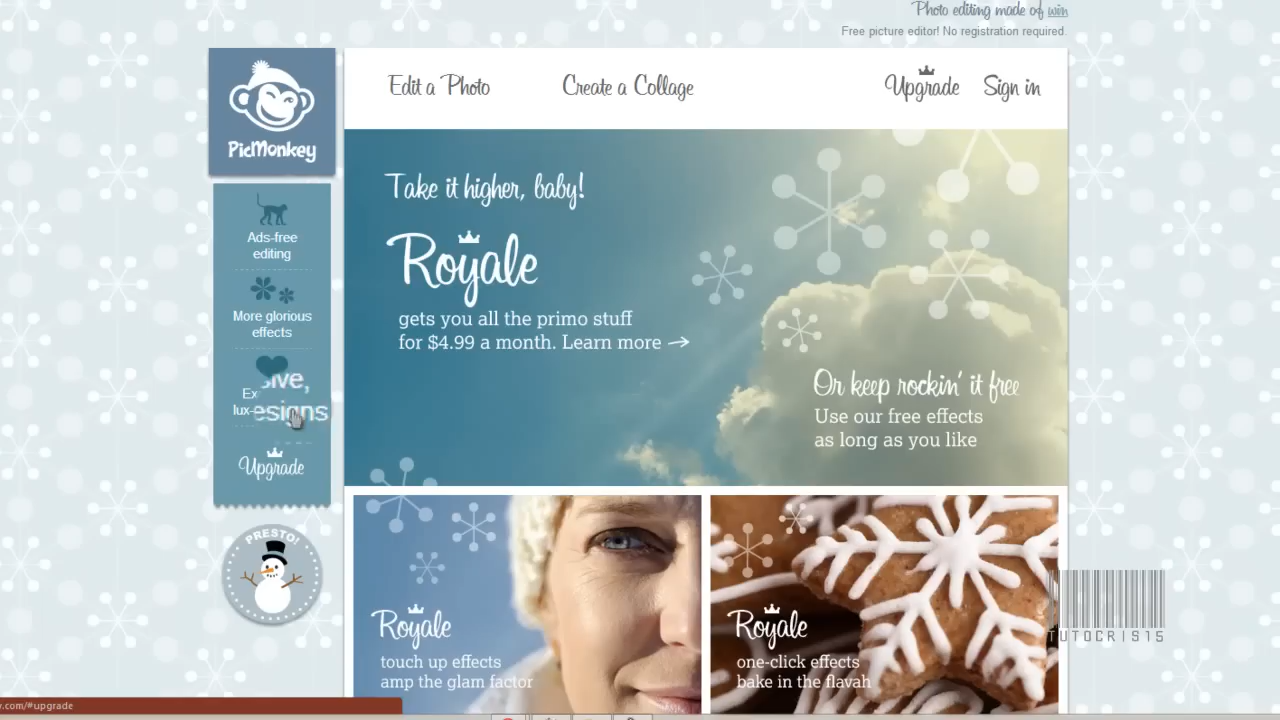 Photo editing made of win
Free picture editor! No registration required.
PicMonkey
Edit a Photo
Create a Collage
Upgrade
Sign in
Ads-free
editing
More glorious
effects
Ex sive,
lux- esigns
Upgrade
PRESTO!
Take it higher, baby!
Royale
gets you all the primo stuff
for $4.99 a month. Learn more →
Or keep rockin' it free
Use our free effects
as long as you like
Royale
touch up effects
amp the glam factor
Royale
one-click effects
bake in the flavah
TUTOCRIS15
.com/#upgrade